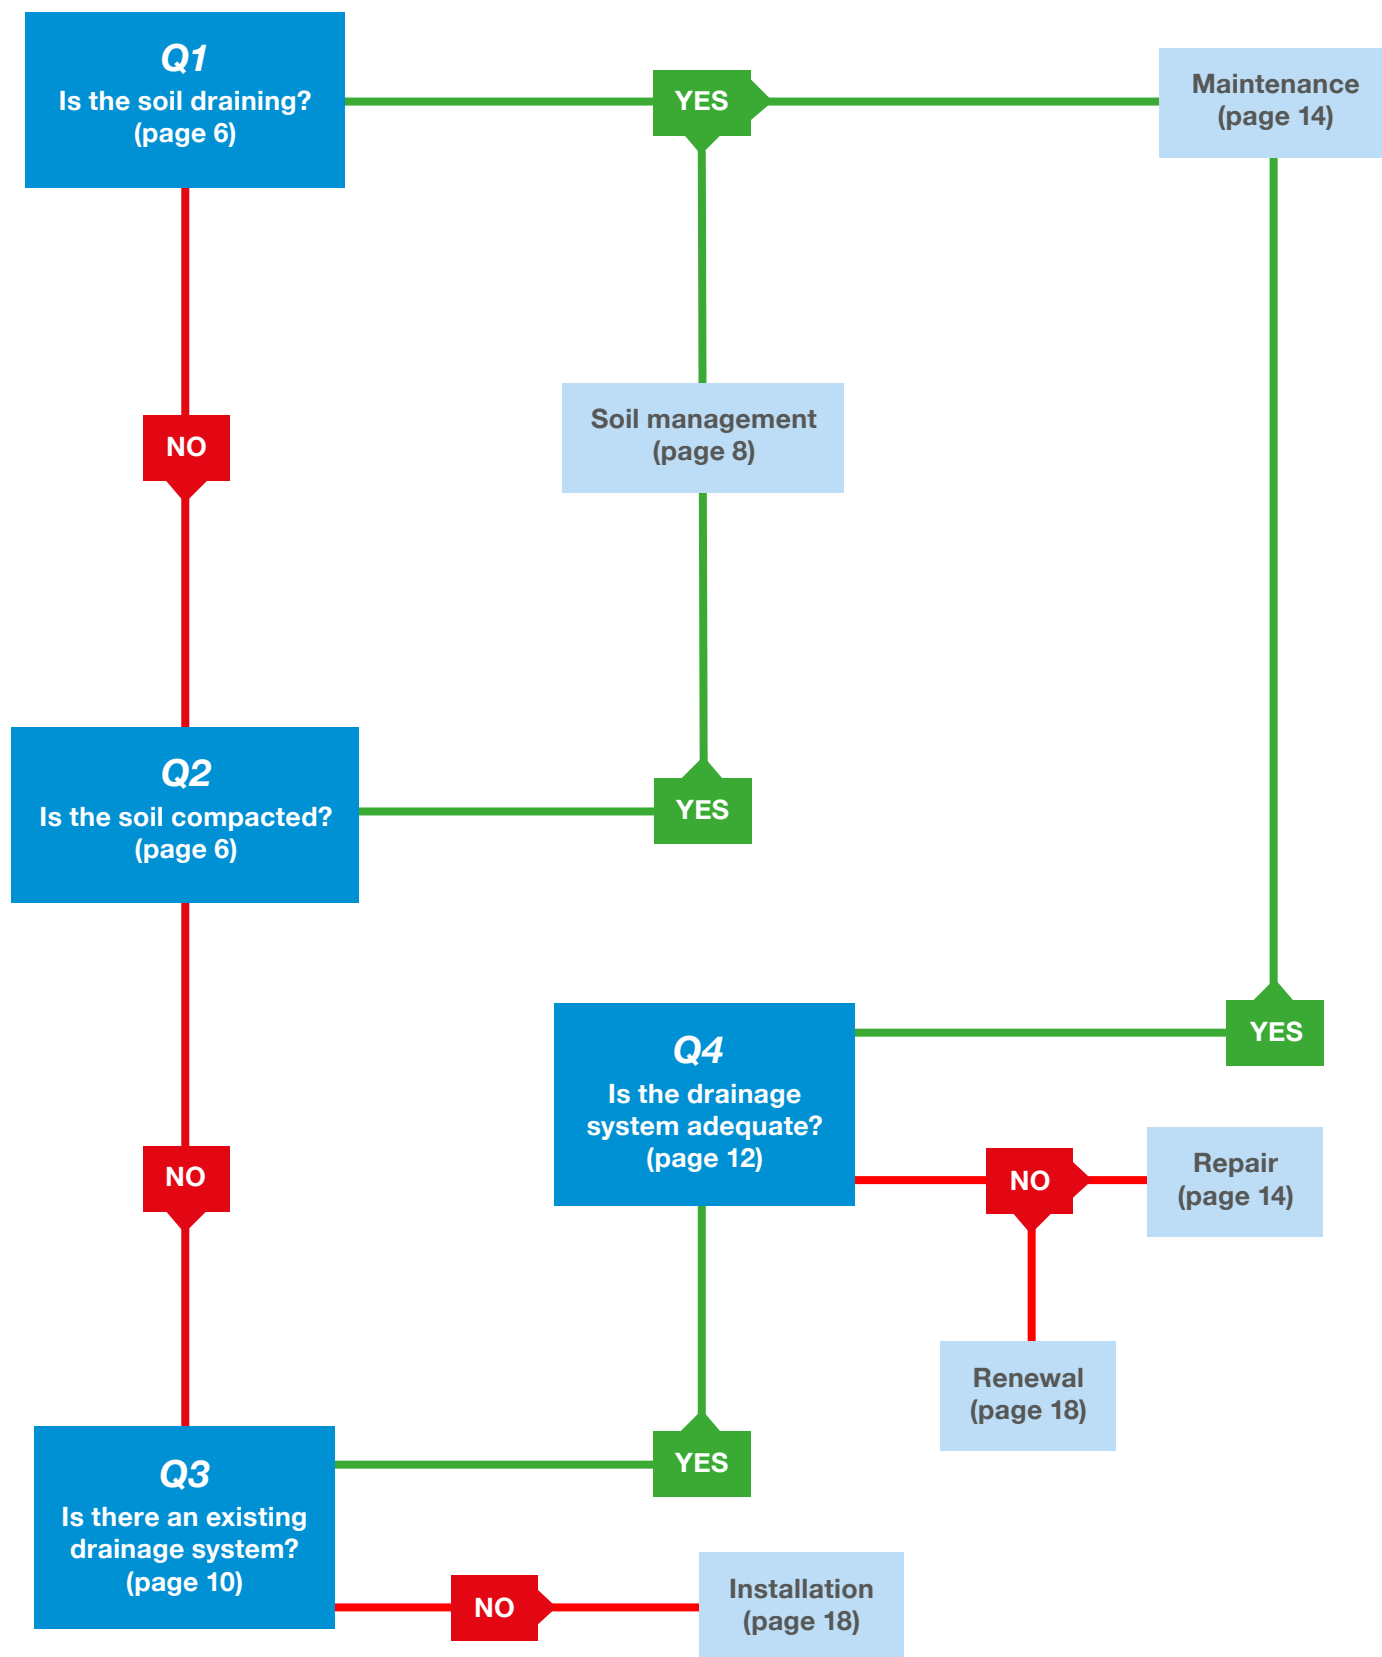 Q1
Is the soil draining?
(page 6)
YES
Maintenance
(page 14)
NO
Soil management
(page 8)
Q2
Is the soil compacted?
(page 6)
YES
Q4
Is the drainage
system adequate?
(page 12)
YES
NO
NO
Repair
(page 14)
Renewal
(page 18)
Q3
Is there an existing
drainage system?
(page 10)
YES
NO
Installation
(page 18)